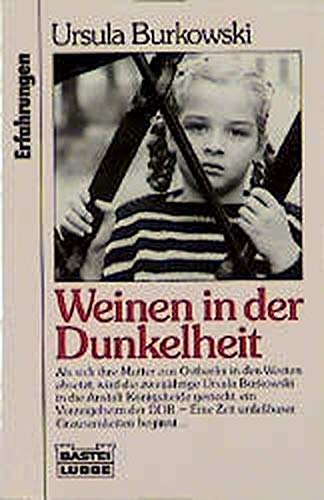 Ursula Burkowski
Erfahrungen
Weinen in der
Dunkelheit
Als sich ihre Mutter aus Ostberlin in den Westen
absetzt, wird die zweijährige Ursula Burkowski
in die Anstalt Königsheide gesteckt, ein
Vorzeigeheim der DDR – Eine Zeit unfaßbarer
Grausamkeiten beginnt...
BASTEI
LÜBBE